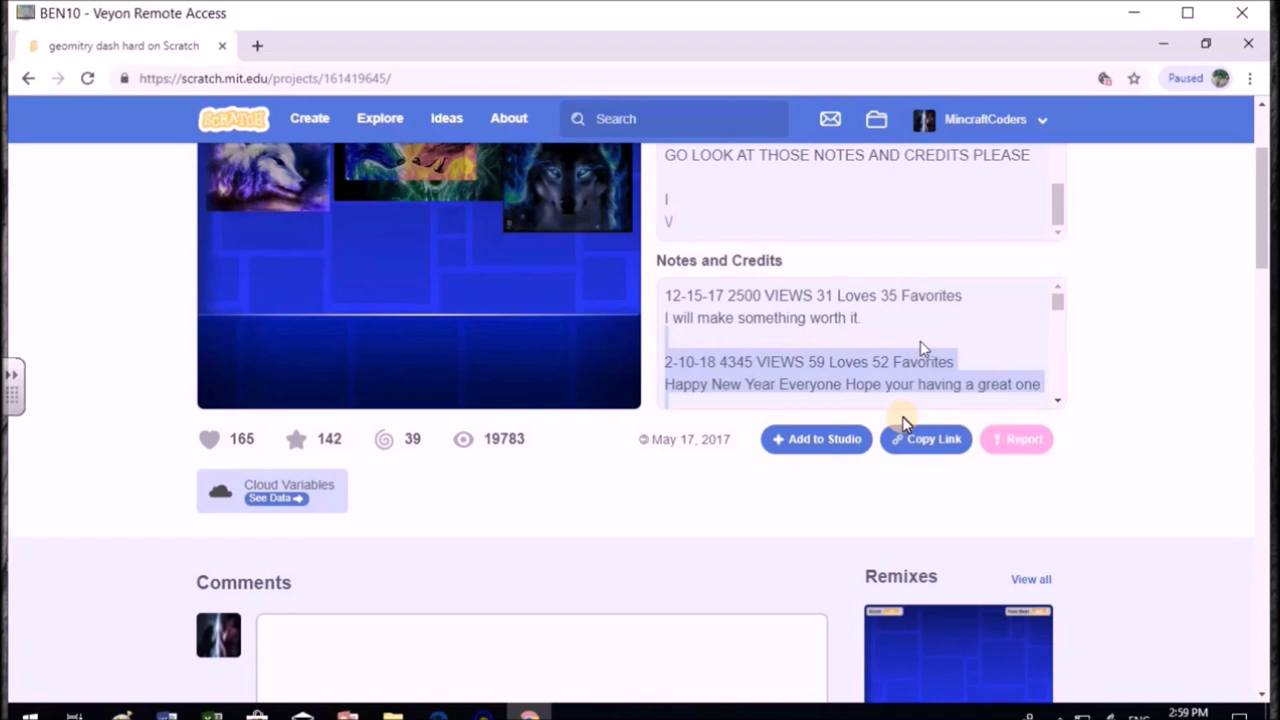 BEN10 - Veyon Remote Access
geomitry dash hard on Scratch
https://scratch.mit.edu/projects/161419645/
Paused
SCRATCH
Create
Explore
Ideas
About
Search
MincraftCoders
GO LOOK AT THOSE NOTES AND CREDITS PLEASE
I
V
Notes and Credits
12-15-17 2500 VIEWS 31 Loves 35 Favorites
I will make something worth it.
2-10-18 4345 VIEWS 59 Loves 52 Favorites
Happy New Year Everyone Hope your having a great one
165
142
39
19783
© May 17, 2017
Add to Studio
Copy Link
Report
Cloud Variables
See Data
Comments
Remixes
View all
2:59 PM